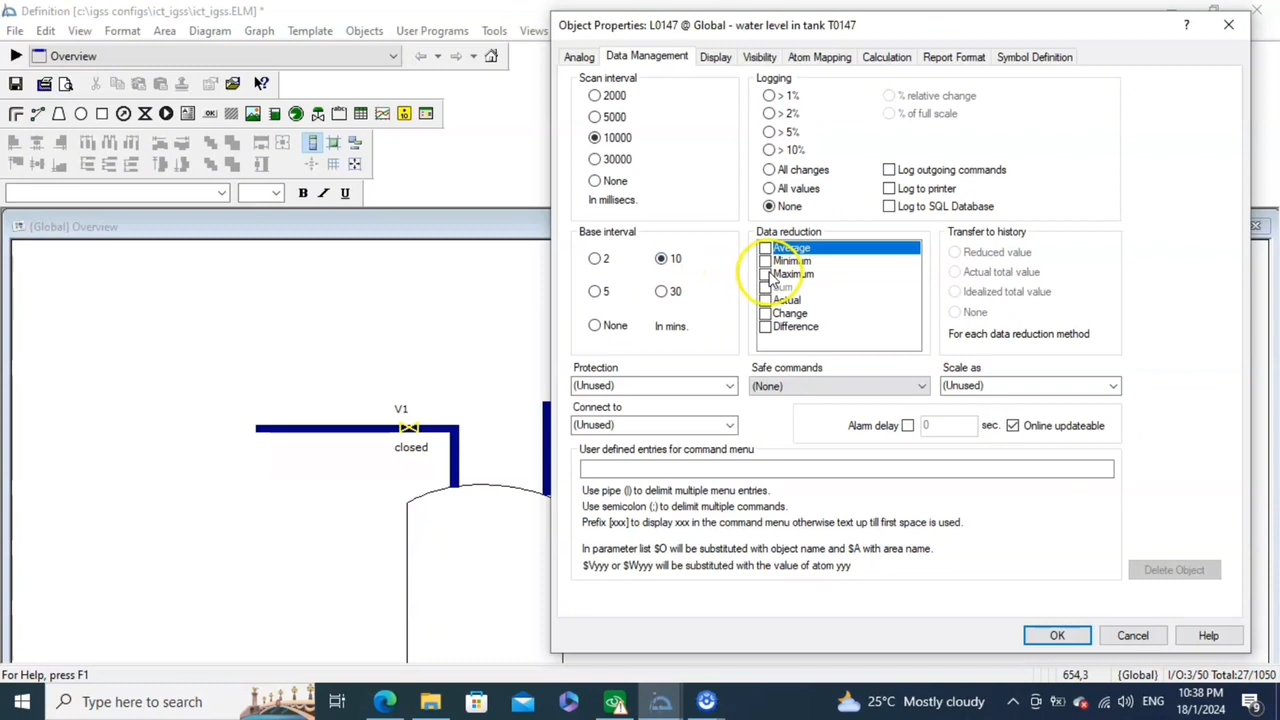 Definition [c:\igss configs\ict_igss\ict_igss.ELM] *
File Edit View Format Area Diagram Graph Template Objects User Programs Tools Views
Overview
OK
10
B I U
[Global] Overview
V1
closed
Object Properties: L0147 @ Global - water level in tank T0147
?
Analog Data Management Display Visibility Atom Mapping Calculation Report Format Symbol Definition
Scan interval
2000
5000
10000
30000
None
In millisecs.
Logging
> 1%
> 2%
> 5%
> 10%
All changes
All values
None
% relative change
% of full scale
Log outgoing commands
Log to printer
Log to SQL Database
Base interval
2 10
5 30
None In mins.
Data reduction
Average
Minimum
Maximum
Sum
Actual
Change
Difference
Transfer to history
Reduced value
Actual total value
Idealized total value
None
For each data reduction method
Protection Safe commands Scale as
(Unused) (None) (Unused)
Connect to
(Unused)
Alarm delay 0 sec. Online updateable
User defined entries for command menu
Use pipe (|) to delimit multiple menu entries.
Use semicolon (;) to delimit multiple commands.
Prefix [xxx] to display xxx in the command menu otherwise text up till first space is used.
In parameter list $O will be substituted with object name and $A with area name.
$Vyyy or $Wyyy will be substituted with the value of atom yyy
Delete Object
OK Cancel Help
For Help, press F1
654,3 {Global} I/O:3/50 Total:27/1050
Type here to search
25°C Mostly cloudy
ENG
10:38 PM
18/1/2024
9